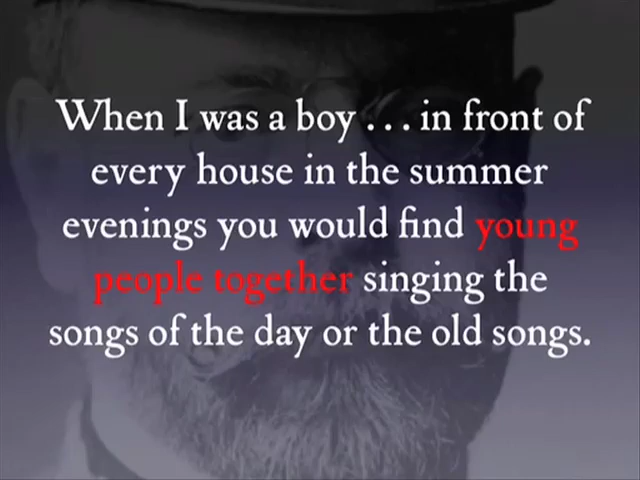 When I was a boy . . . in front of
every house in the summer
evenings you would find young
people together singing the
songs of the day or the old songs.